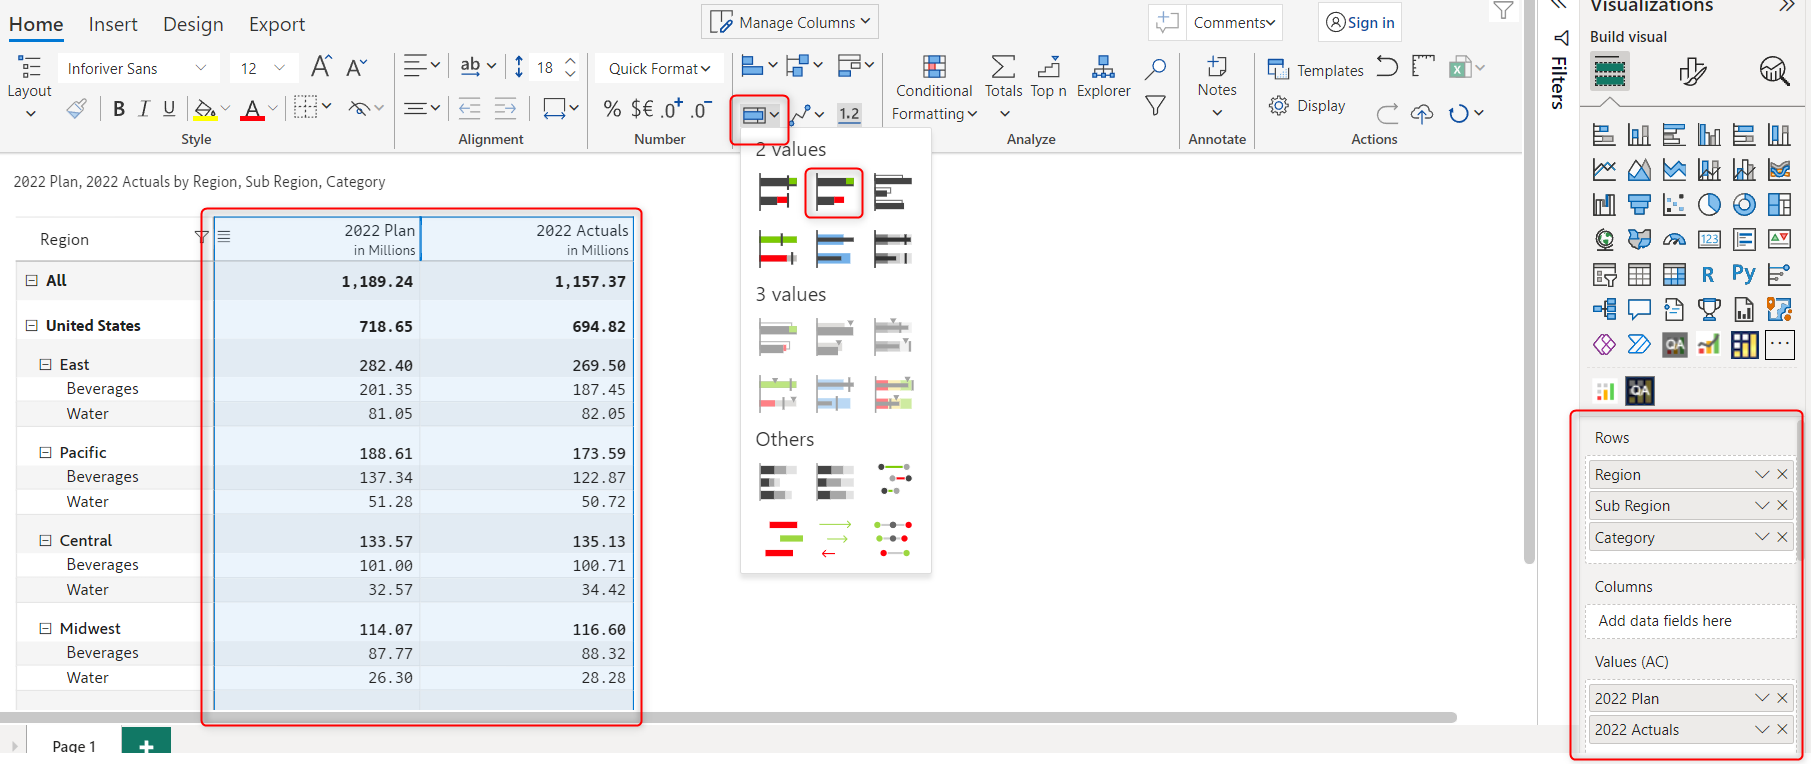 Home Insert Design Export
Manage Columns
Comments
Sign in
Visualizations
Build visual
Filters
Layout
Inforiver Sans
12
A A
ab
18
Quick Format
Conditional
Formatting
Totals
Top n
Explorer
Notes
Templates
Display
B I U
A
% $€ .0+ .0-
1.2
Style
Alignment
Number
Analyze
Annotate
Actions
2 values
3 values
Others
2022 Plan, 2022 Actuals by Region, Sub Region, Category
Region
2022 Plan
in Millions
2022 Actuals
in Millions
All 1,189.24 1,157.37
United States 718.65 694.82
East 282.40 269.50
Beverages 201.35 187.45
Water 81.05 82.05
Pacific 188.61 173.59
Beverages 137.34 122.87
Water 51.28 50.72
Central 133.57 135.13
Beverages 101.00 100.71
Water 32.57 34.42
Midwest 114.07 116.60
Beverages 87.77 88.32
Water 26.30 28.28
Page 1
+
123
R Py
QA
QA
Rows
Region
Sub Region
Category
Columns
Add data fields here
Values (AC)
2022 Plan
2022 Actuals